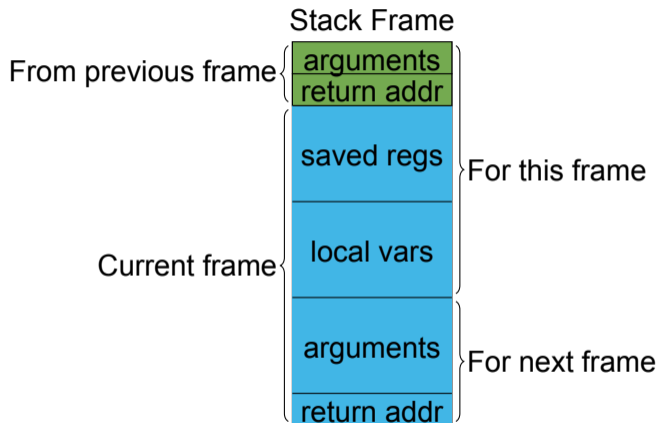 Stack Frame
From previous frame
arguments
return addr
saved regs
For this frame
local vars
Current frame
arguments
For next frame
return addr